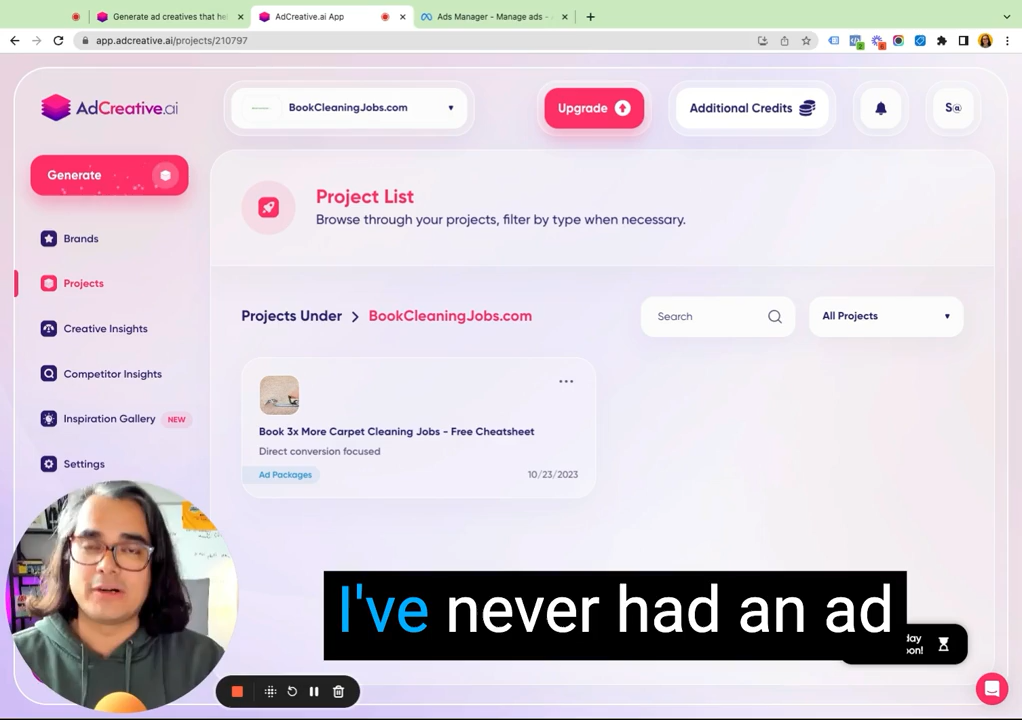 Generate ad creatives that hel
AdCreative.ai App
Ads Manager - Manage ads -
app.adcreative.ai/projects/210797
AdCreative.ai
BookCleaningJobs.com
Upgrade
Additional Credits
S@
Generate
Project List
Browse through your projects, filter by type when necessary.
Brands
Projects
Creative Insights
Competitor Insights
Inspiration Gallery NEW
Settings
Projects Under > BookCleaningJobs.com
Search
All Projects
Book 3x More Carpet Cleaning Jobs - Free Cheatsheet
Direct conversion focused
Ad Packages
10/23/2023
I've never had an ad
day
oon!